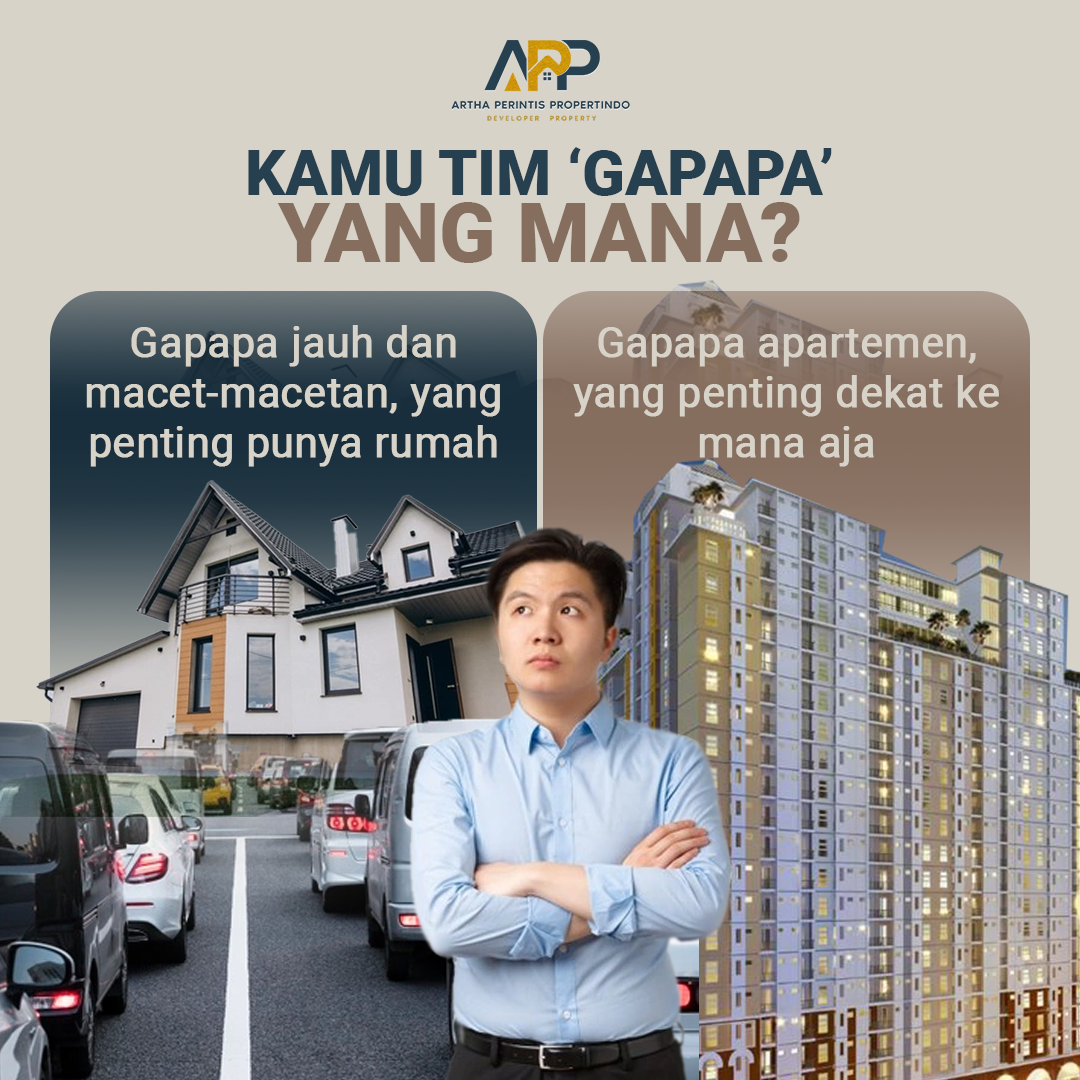 APP
ARTHA PERINTIS PROPERTINDO
DEVELOPER PROPERTY
KAMU TIM ‘GAPAPA’
YANG MANA?
Gapapa jauh dan
macet-macetan, yang
penting punya rumah
Gapapa apartemen,
yang penting dekat ke
mana aja